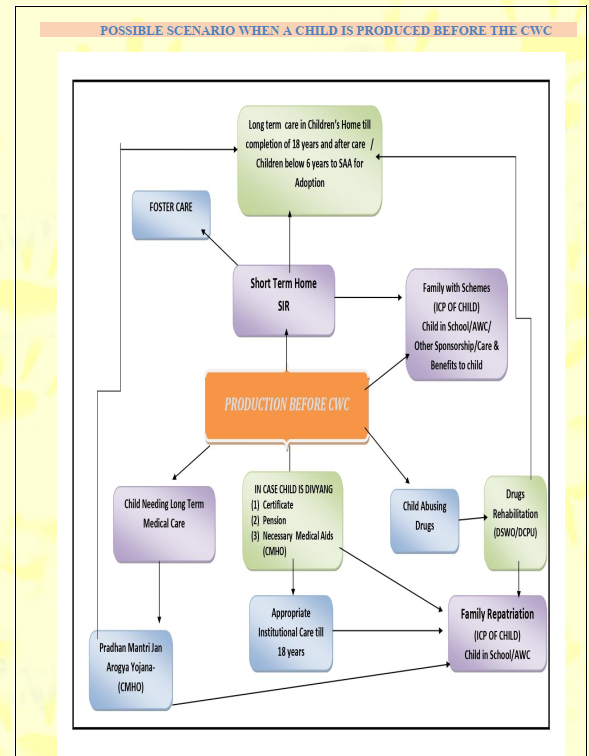 POSSIBLE SCENARIO WHEN A CHILD IS PRODUCED BEFORE THE CWC
Long term care in Children's Home till
completion of 18 years and after care /
Children below 6 years to SAA for
Adoption
FOSTER CARE
Short Term Home
SIR
Family with Schemes
(ICP OF CHILD)
Child in School/AWC/
Other Sponsorship/Care &
Benefits to child
PRODUCTION BEFORE CWC
Child Needing Long Term
Medical Care
IN CASE CHILD IS DIVYANG
(1) Certificate
(2) Pension
(3) Necessary Medical Aids
(CMHO)
Child Abusing
Drugs
Drugs
Rehabilitation
(DSWO/DCPU)
Pradhan Mantri Jan
Arogya Yojana-
(CMHO)
Appropriate
Institutional Care till
18 years
Family Repatriation
(ICP OF CHILD)
Child in School/AWC